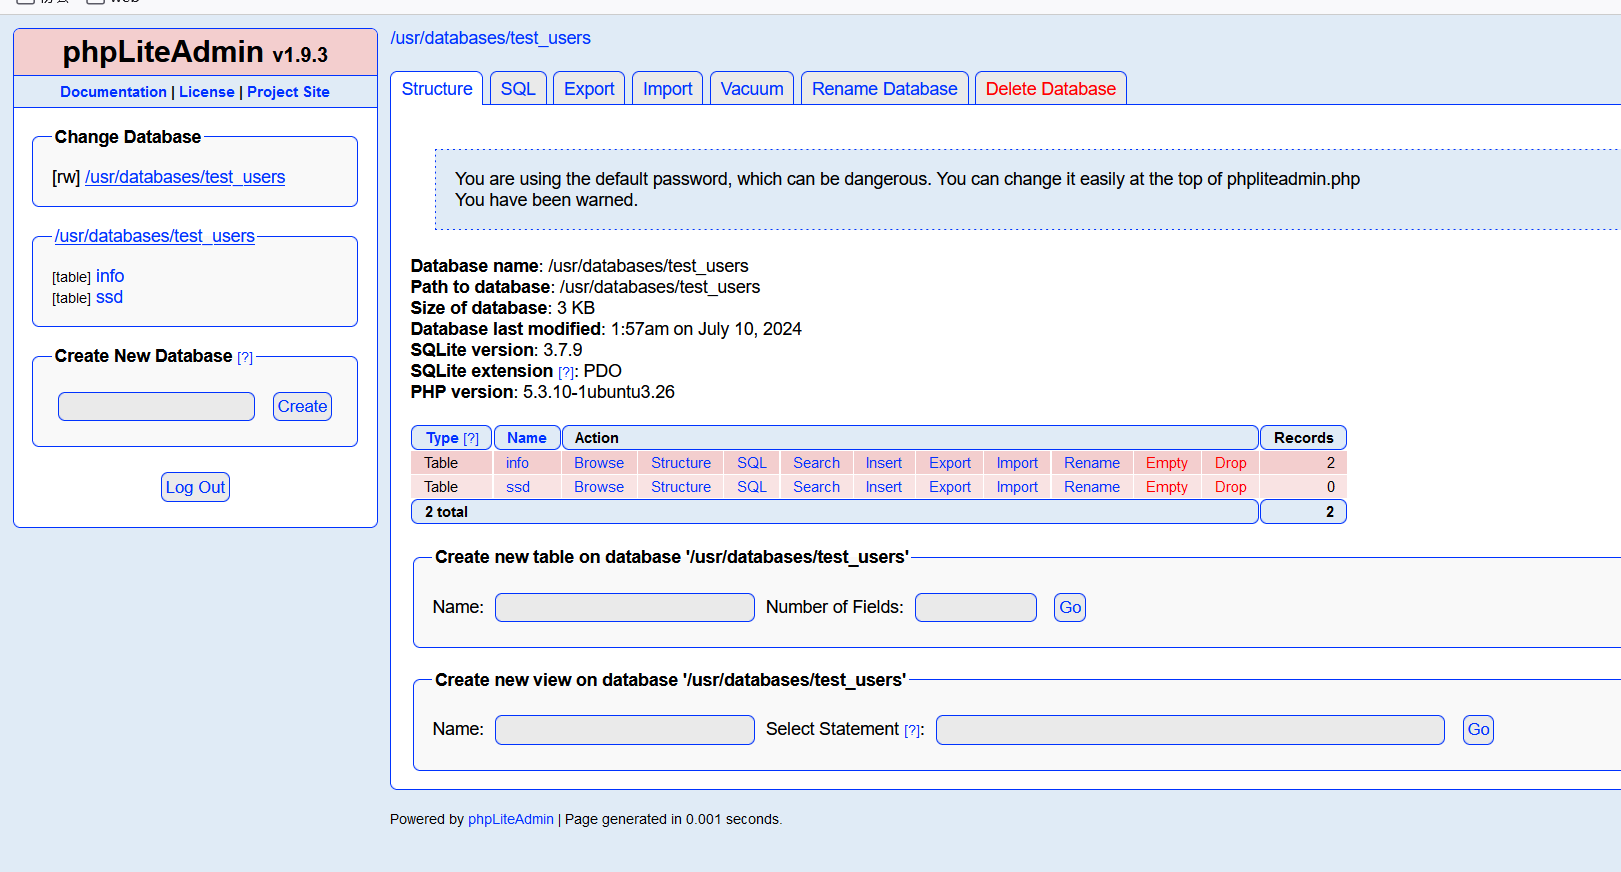 phpLiteAdmin v1.9.3
Documentation | License | Project Site
Change Database
[rw] /usr/databases/test_users
/usr/databases/test_users
[table] info
[table] ssd
Create New Database [?]
Create
Log Out
/usr/databases/test_users
Structure SQL Export Import Vacuum Rename Database Delete Database
You are using the default password, which can be dangerous. You can change it easily at the top of phpliteadmin.php
You have been warned.
Database name: /usr/databases/test_users
Path to database: /usr/databases/test_users
Size of database: 3 KB
Database last modified: 1:57am on July 10, 2024
SQLite version: 3.7.9
SQLite extension [?]: PDO
PHP version: 5.3.10-1ubuntu3.26
Type [?] Name Action Records
Table info Browse Structure SQL Search Insert Export Import Rename Empty Drop 2
Table ssd Browse Structure SQL Search Insert Export Import Rename Empty Drop 0
2 total 2
Create new table on database '/usr/databases/test_users'
Name: Number of Fields: Go
Create new view on database '/usr/databases/test_users'
Name: Select Statement [?]: Go
Powered by phpLiteAdmin | Page generated in 0.001 seconds.